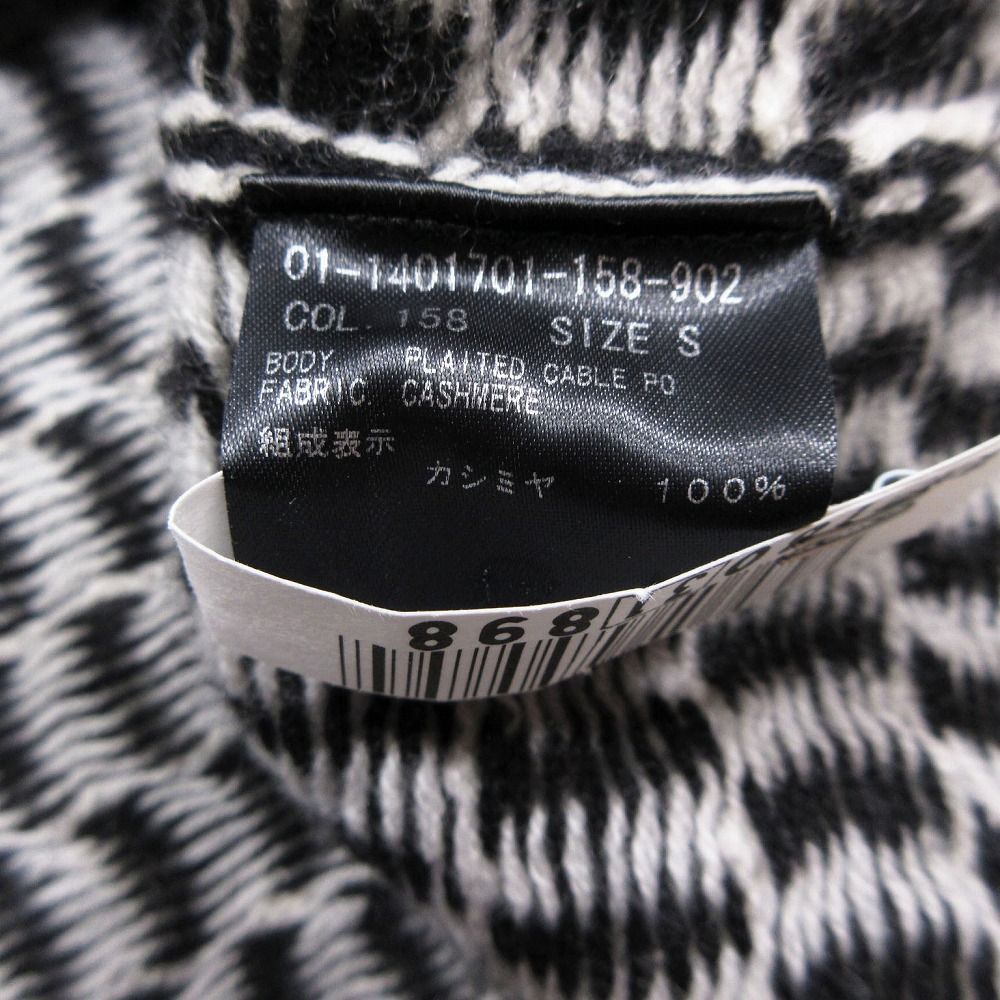 01-1401701-158-902
COL. 158 SIZE S
BODY PLAITED CABLE PO
FABRIC. CASHMERE
組成表示
カシミヤ 100%
868